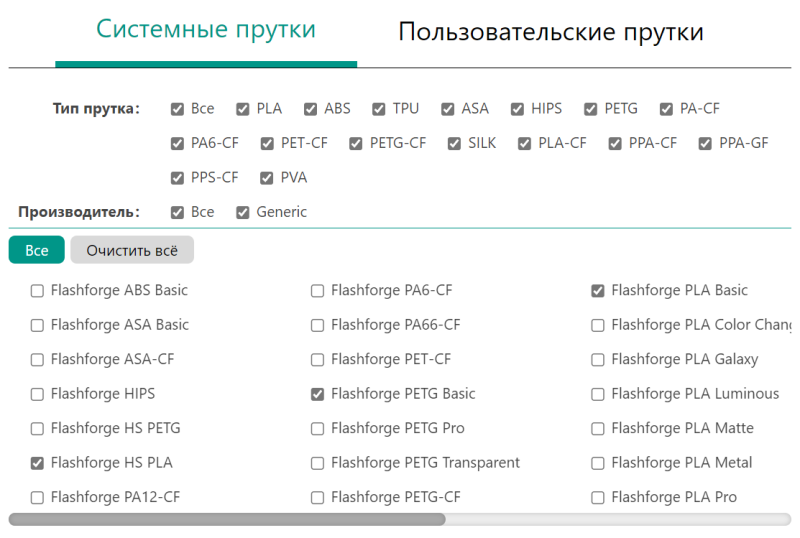 Системные прутки Пользовательские прутки
Тип прутка: Все PLA ABS TPU ASA HIPS PETG PA-CF
PA6-CF PET-CF PETG-CF SILK PLA-CF PPA-CF PPA-GF
PPS-CF PVA
Производитель: Все Generic
Все Очистить всё
Flashforge ABS Basic Flashforge PA6-CF Flashforge PLA Basic
Flashforge ASA Basic Flashforge PA66-CF Flashforge PLA Color Chang
Flashforge ASA-CF Flashforge PET-CF Flashforge PLA Galaxy
Flashforge HIPS Flashforge PETG Basic Flashforge PLA Luminous
Flashforge HS PETG Flashforge PETG Pro Flashforge PLA Matte
Flashforge HS PLA Flashforge PETG Transparent Flashforge PLA Metal
Flashforge PA12-CF Flashforge PETG-CF Flashforge PLA Pro